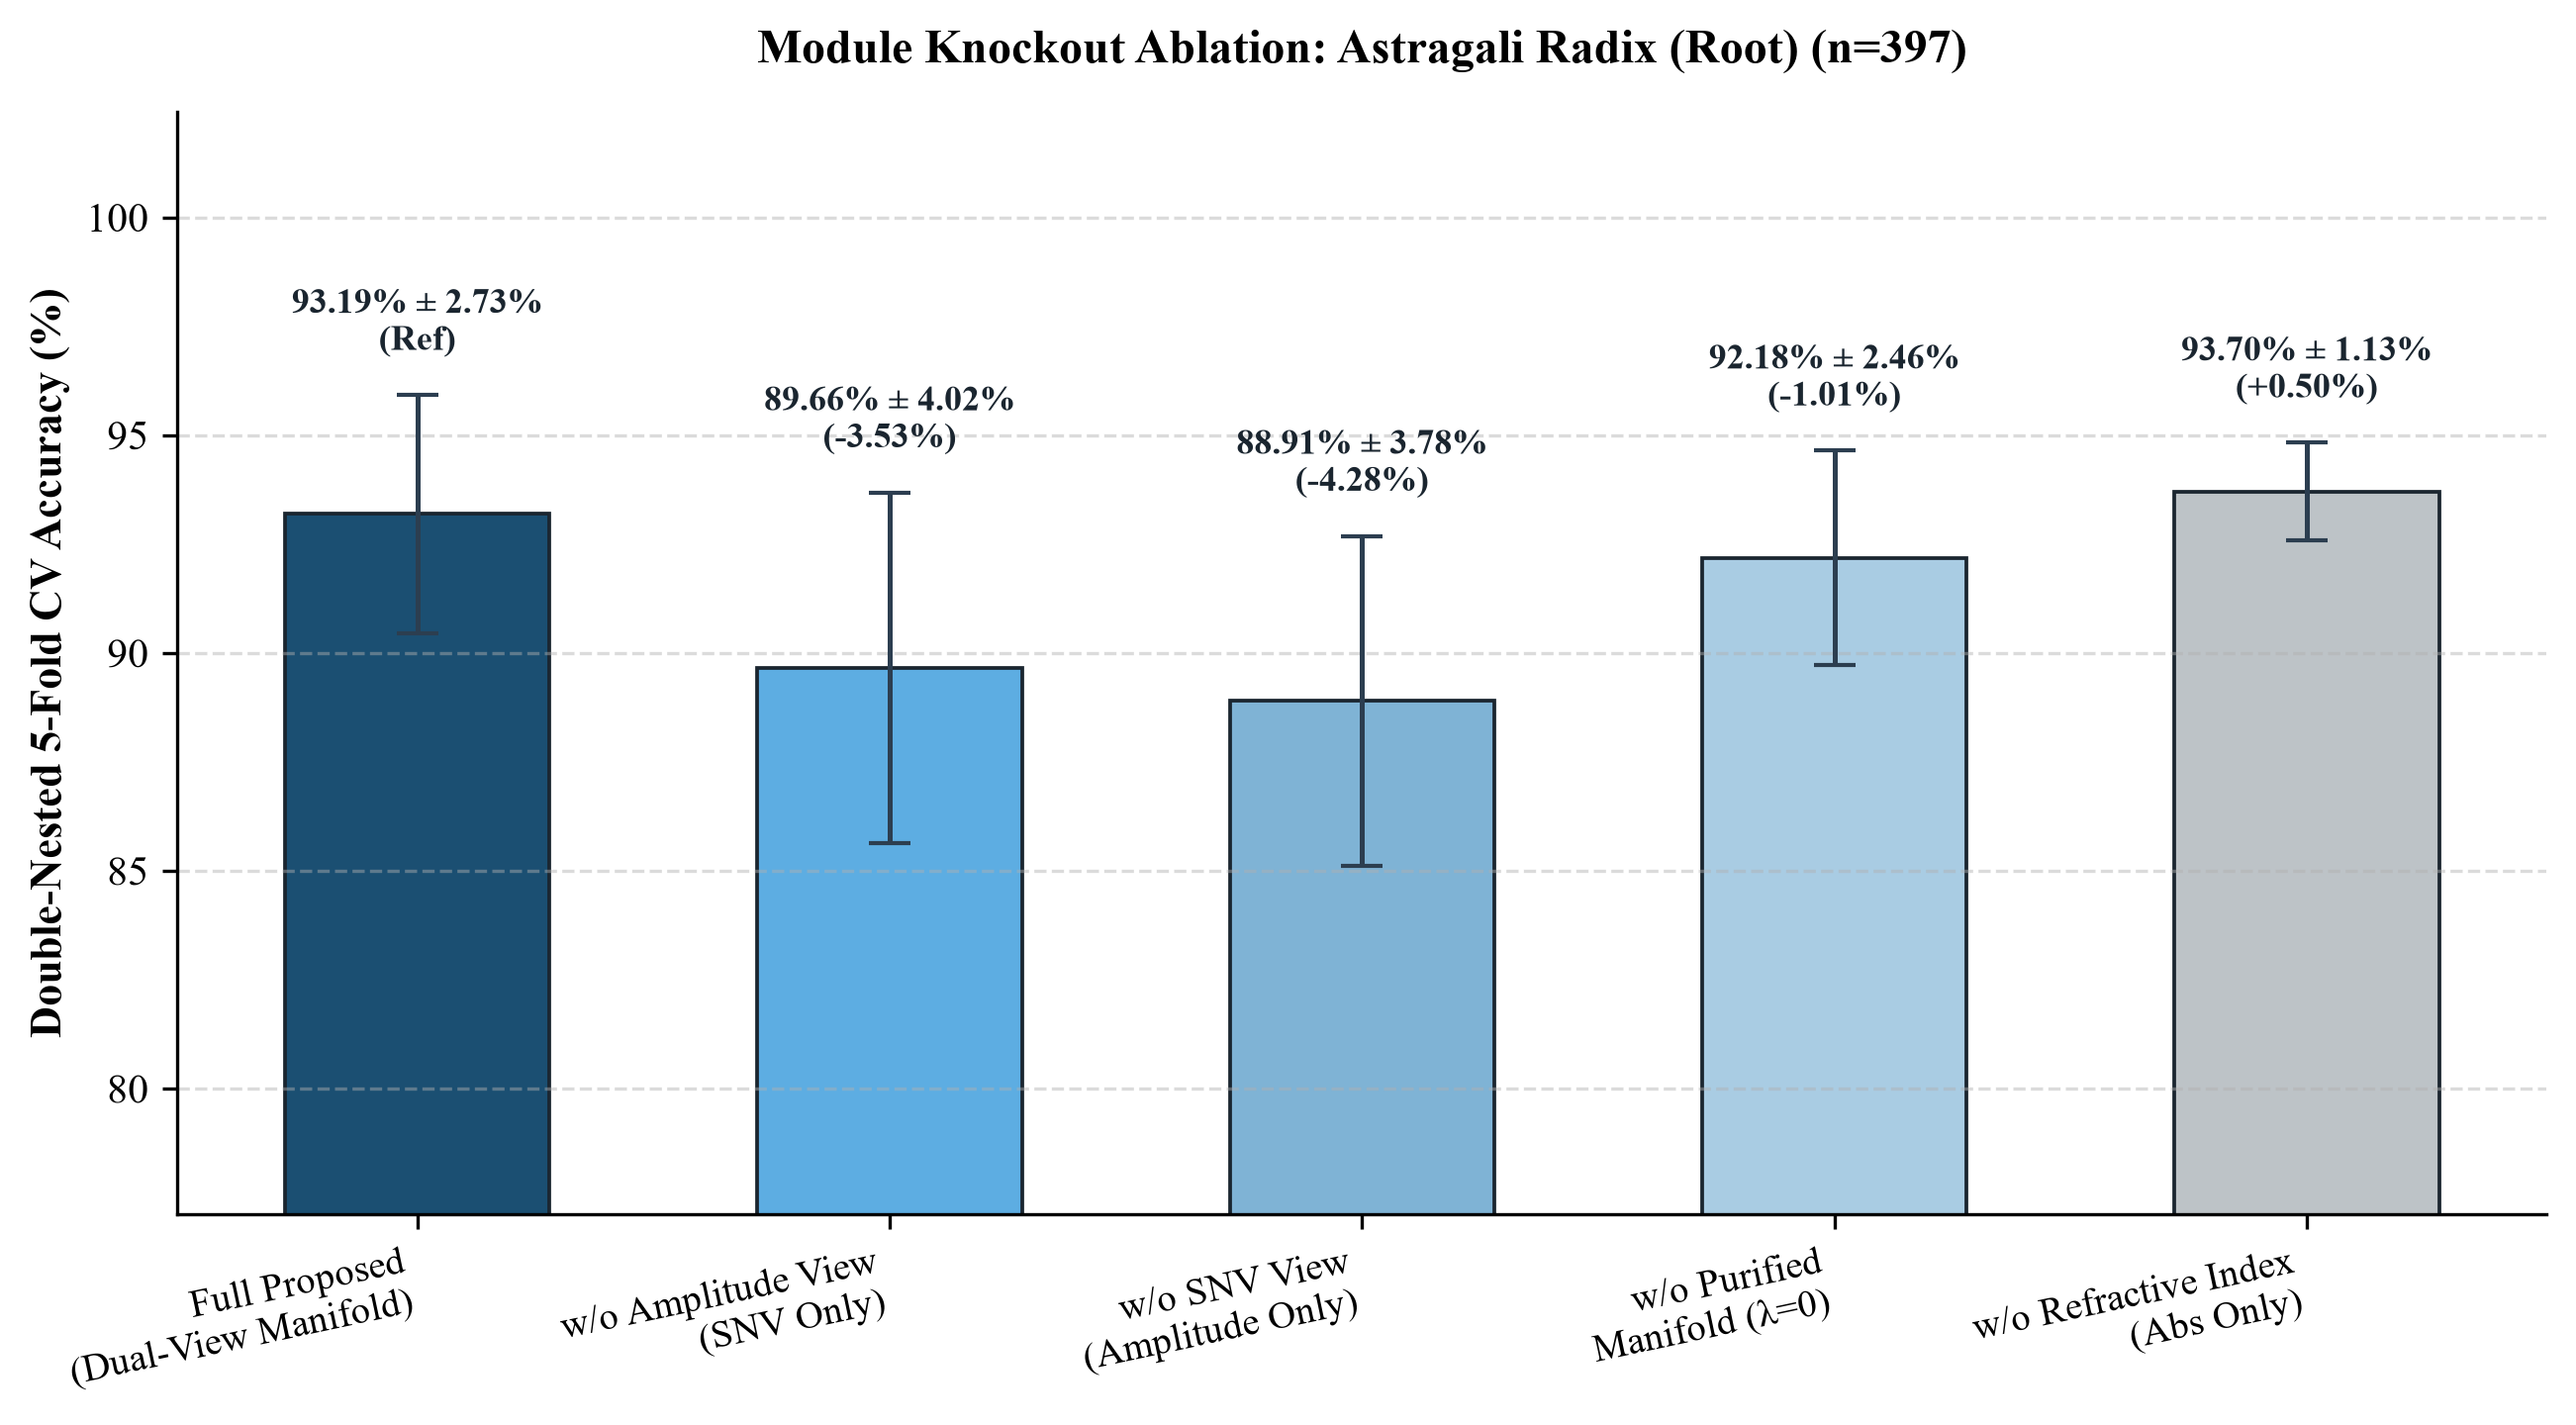 Module Knockout Ablation: Astragali Radix (Root) (n=397)
Double-Nested 5-Fold CV Accuracy (%)
100
95
90
85
80
93.19% ± 2.73%
(Ref)
89.66% ± 4.02%
(-3.53%)
88.91% ± 3.78%
(-4.28%)
92.18% ± 2.46%
(-1.01%)
93.70% ± 1.13%
(+0.50%)
Full Proposed
(Dual-View Manifold)
w/o Amplitude View
(SNV Only)
w/o SNV View
(Amplitude Only)
w/o Purified
Manifold (λ=0)
w/o Refractive Index
(Abs Only)